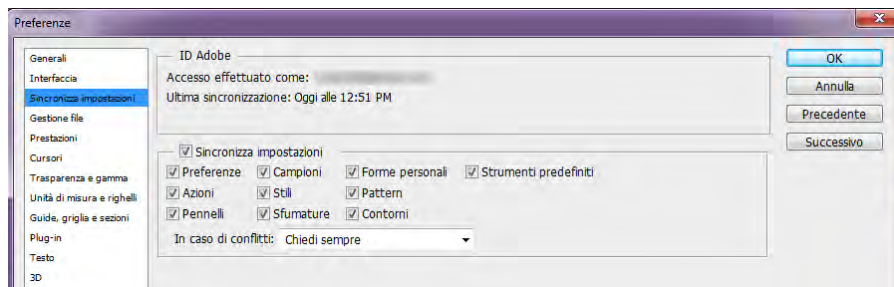 Preferenze
Generali
Interfaccia
Sincronizza impostazioni
Gestione file
Prestazioni
Cursori
Trasparenza e gamma
Unità di misura e righelli
Guide, griglia e sezioni
Plug-in
Testo
3D
ID Adobe
Accesso effettuato come:
Ultima sincronizzazione: Oggi alle 12:51 PM
Sincronizza impostazioni
Preferenze Campioni Forme personali Strumenti predefiniti
Azioni Stili Pattern
Pennelli Sfumature Contorni
In caso di conflitti: Chiedi sempre
OK
Annulla
Precedente
Successivo